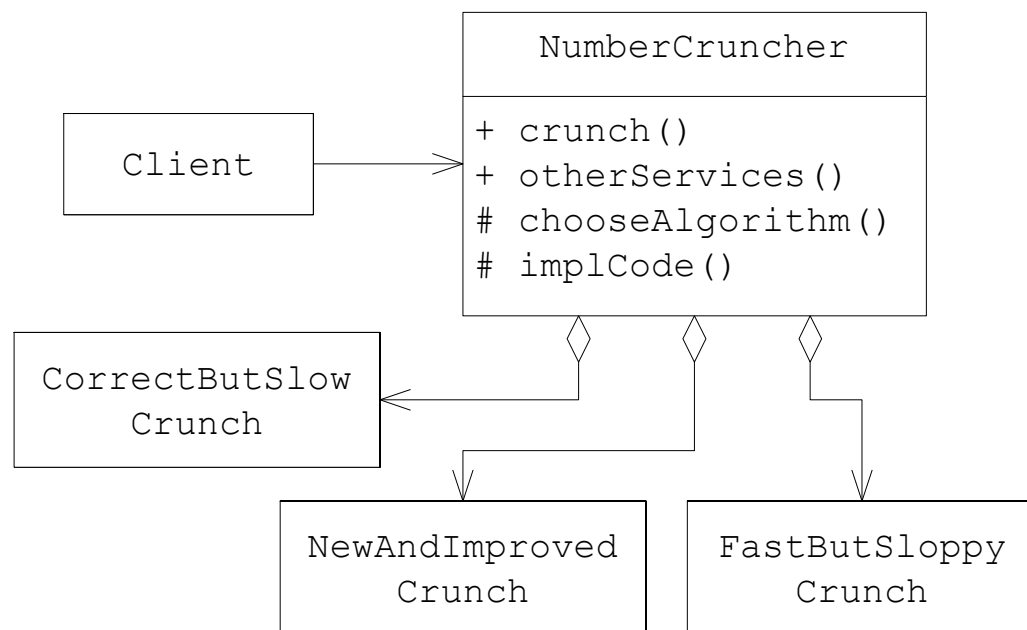 NumberCruncher
Client
+ crunch()
+ otherServices()
# chooseAlgorithm()
# implCode()
CorrectButSlow
Crunch
NewAndImproved
Crunch
FastButSloppy
Crunch